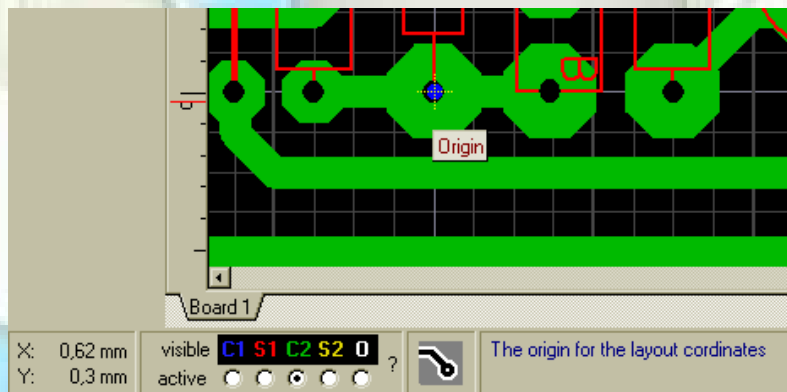 B
Origin
Board 1
X: 0,62 mm
Y: 0,3 mm
visible C1 S1 C2 S2 O
active
?
The origin for the layout cordinates